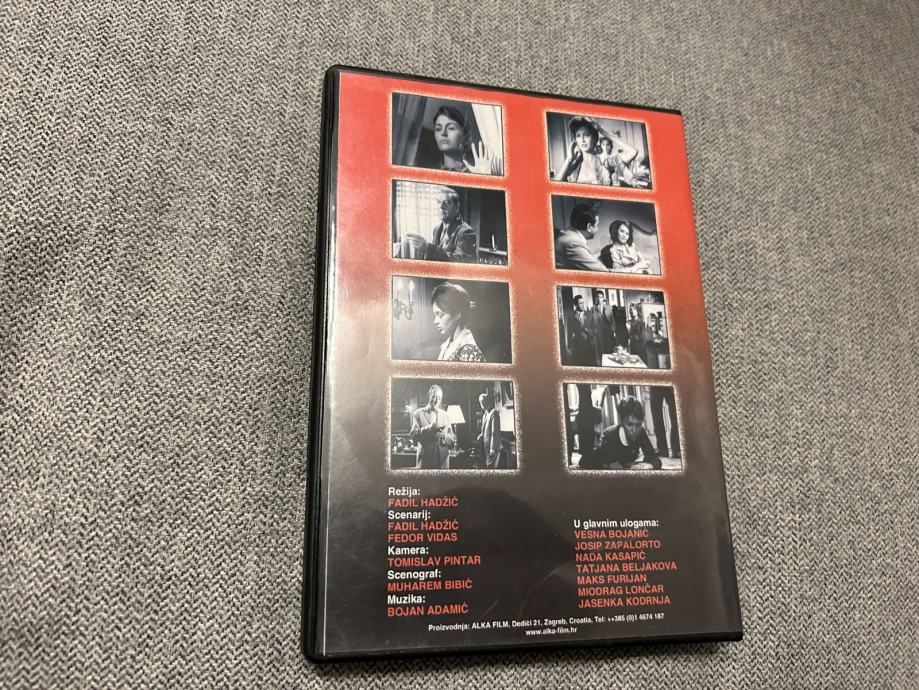 Režija:
FADIL HADŽIĆ
Scenarij:
FADIL HADŽIĆ
FEDOR VIDAS
Kamera:
TOMISLAV PINTAR
Scenograf:
MUHAREM BIBIĆ
Muzika:
BOJAN ADAMIČ
U glavnim ulogama:
VESNA BOJANIĆ
JOSIP ZAPALORTO
NADA KASAPIĆ
TATJANA BELJAKOVA
MAKS FURIJAN
MIODRAG LONČAR
JASENKA KODRNJA
Proizvodnja: ALKA FILM, Dedići 21, Zagreb, Croatia, Tel: ++385 (0)1 4674 187
www.alka-film.hr